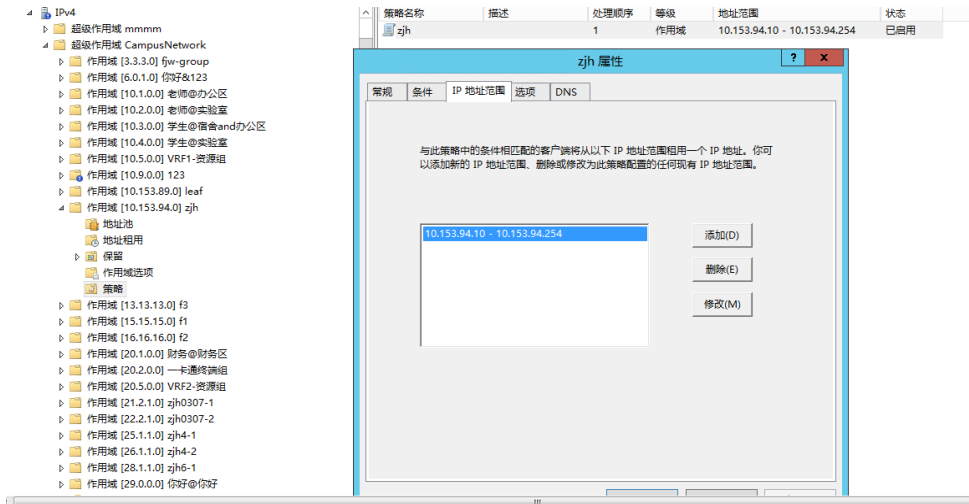 IPv4
超级作用域 mmmm
超级作用域 CampusNetwork
作用域 [3.3.3.0] fjw-group
作用域 [6.0.1.0] 你好&123
作用域 [10.1.0.0] 老师@办公区
作用域 [10.2.0.0] 老师@实验室
作用域 [10.3.0.0] 学生@宿舍and办公区
作用域 [10.4.0.0] 学生@实验室
作用域 [10.5.0.0] VRF1-资源组
作用域 [10.9.0.0] 123
作用域 [10.153.89.0] leaf
作用域 [10.153.94.0] zjh
地址池
地址租用
保留
作用域选项
策略
作用域 [13.13.13.0] f3
作用域 [15.15.15.0] f1
作用域 [16.16.16.0] f2
作用域 [20.1.0.0] 财务@财务区
作用域 [20.2.0.0] 一卡通终端组
作用域 [20.5.0.0] VRF2-资源组
作用域 [21.2.1.0] zjh0307-1
作用域 [22.2.1.0] zjh0307-2
作用域 [25.1.1.0] zjh4-1
作用域 [26.1.1.0] zjh4-2
作用域 [28.1.1.0] zjh6-1
作用域 [29.0.0.0] 你好@你好
策略名称 描述 处理顺序 等级 地址范围 状态
zjh 1 作用域 10.153.94.10 - 10.153.94.254 已启用
zjh 属性 ? x
常规 条件 IP 地址范围 选项 DNS
与此策略中的条件相匹配的客户端将从以下 IP 地址范围租用一个 IP 地址。你可
以添加新的 IP 地址范围、删除或修改为此策略配置的任何现有 IP 地址范围。
10.153.94.10 - 10.153.94.254
添加(D)
删除(E)
修改(M)